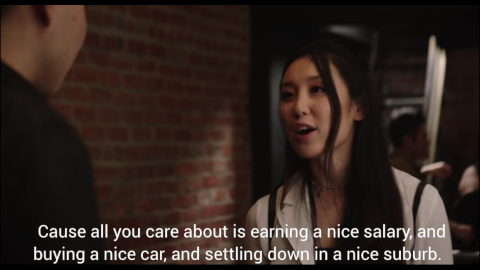 Cause all you care about is earning a nice salary, and
buying a nice car, and settling down in a nice suburb.